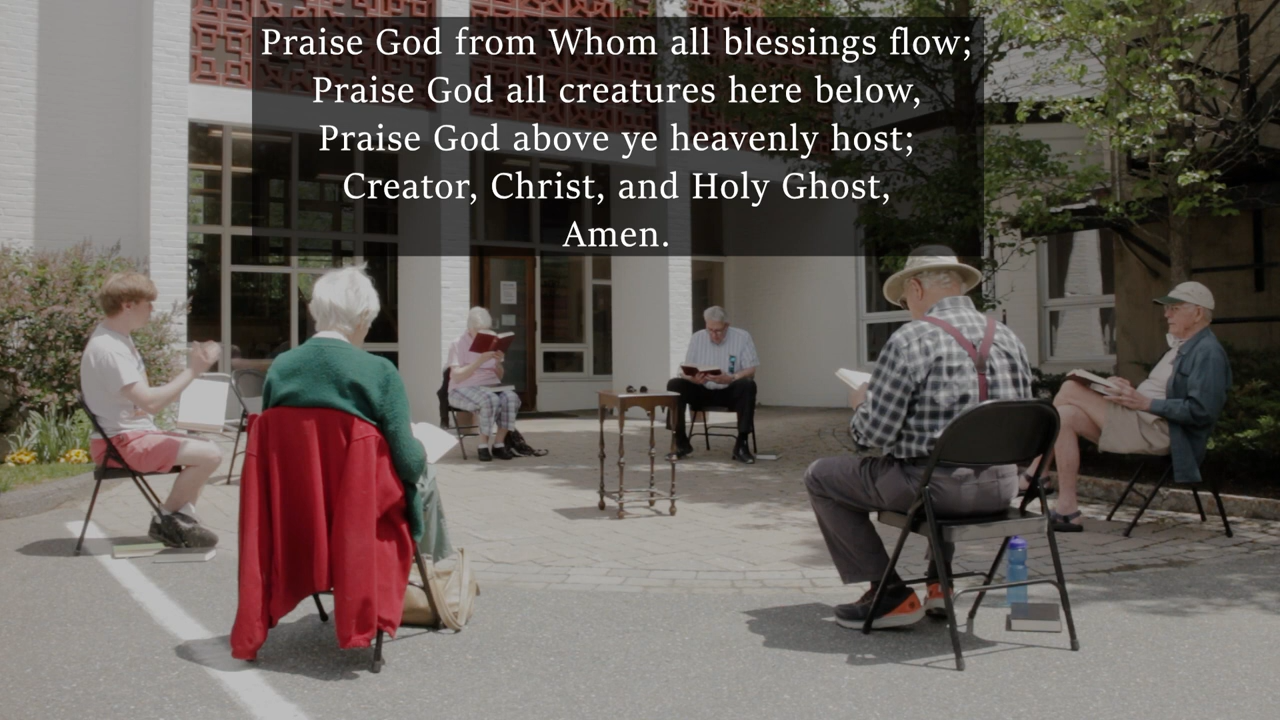 Praise God from Whom all blessings flow;
Praise God all creatures here below,
Praise God above ye heavenly host;
Creator, Christ, and Holy Ghost,
Amen.